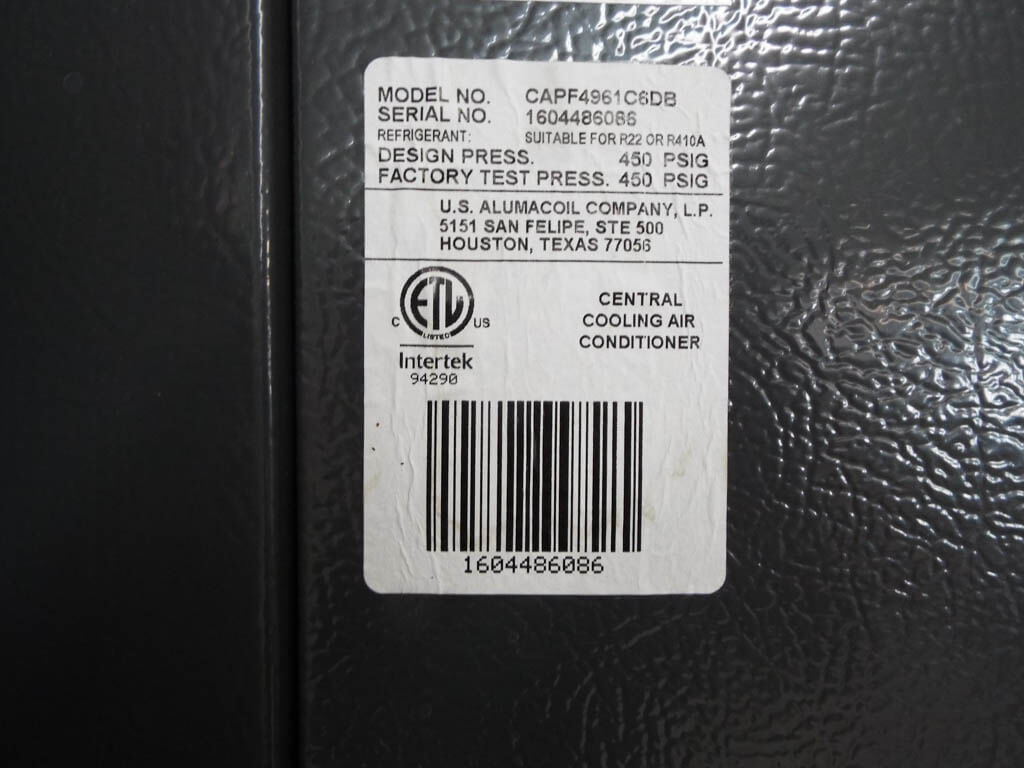 MODEL NO. CAPF4961C6DB
SERIAL NO. 1604486086
REFRIGERANT: SUITABLE FOR R22 OR R410A
DESIGN PRESS. 450 PSIG
FACTORY TEST PRESS. 450 PSIG
U.S. ALUMACOIL COMPANY, L.P.
5151 SAN FELIPE, STE 500
HOUSTON, TEXAS 77056
ETL
C US
LISTED
Intertek
94290
CENTRAL
COOLING AIR
CONDITIONER
1604486086